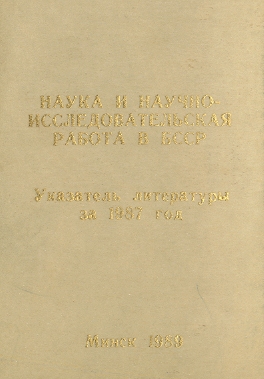 НАУКА И НАУЧНО-
ИССЛЕДОВАТЕЛЬСКАЯ
РАБОТА В БССР
Указатель литературы
за 1987 год
Минск 1989